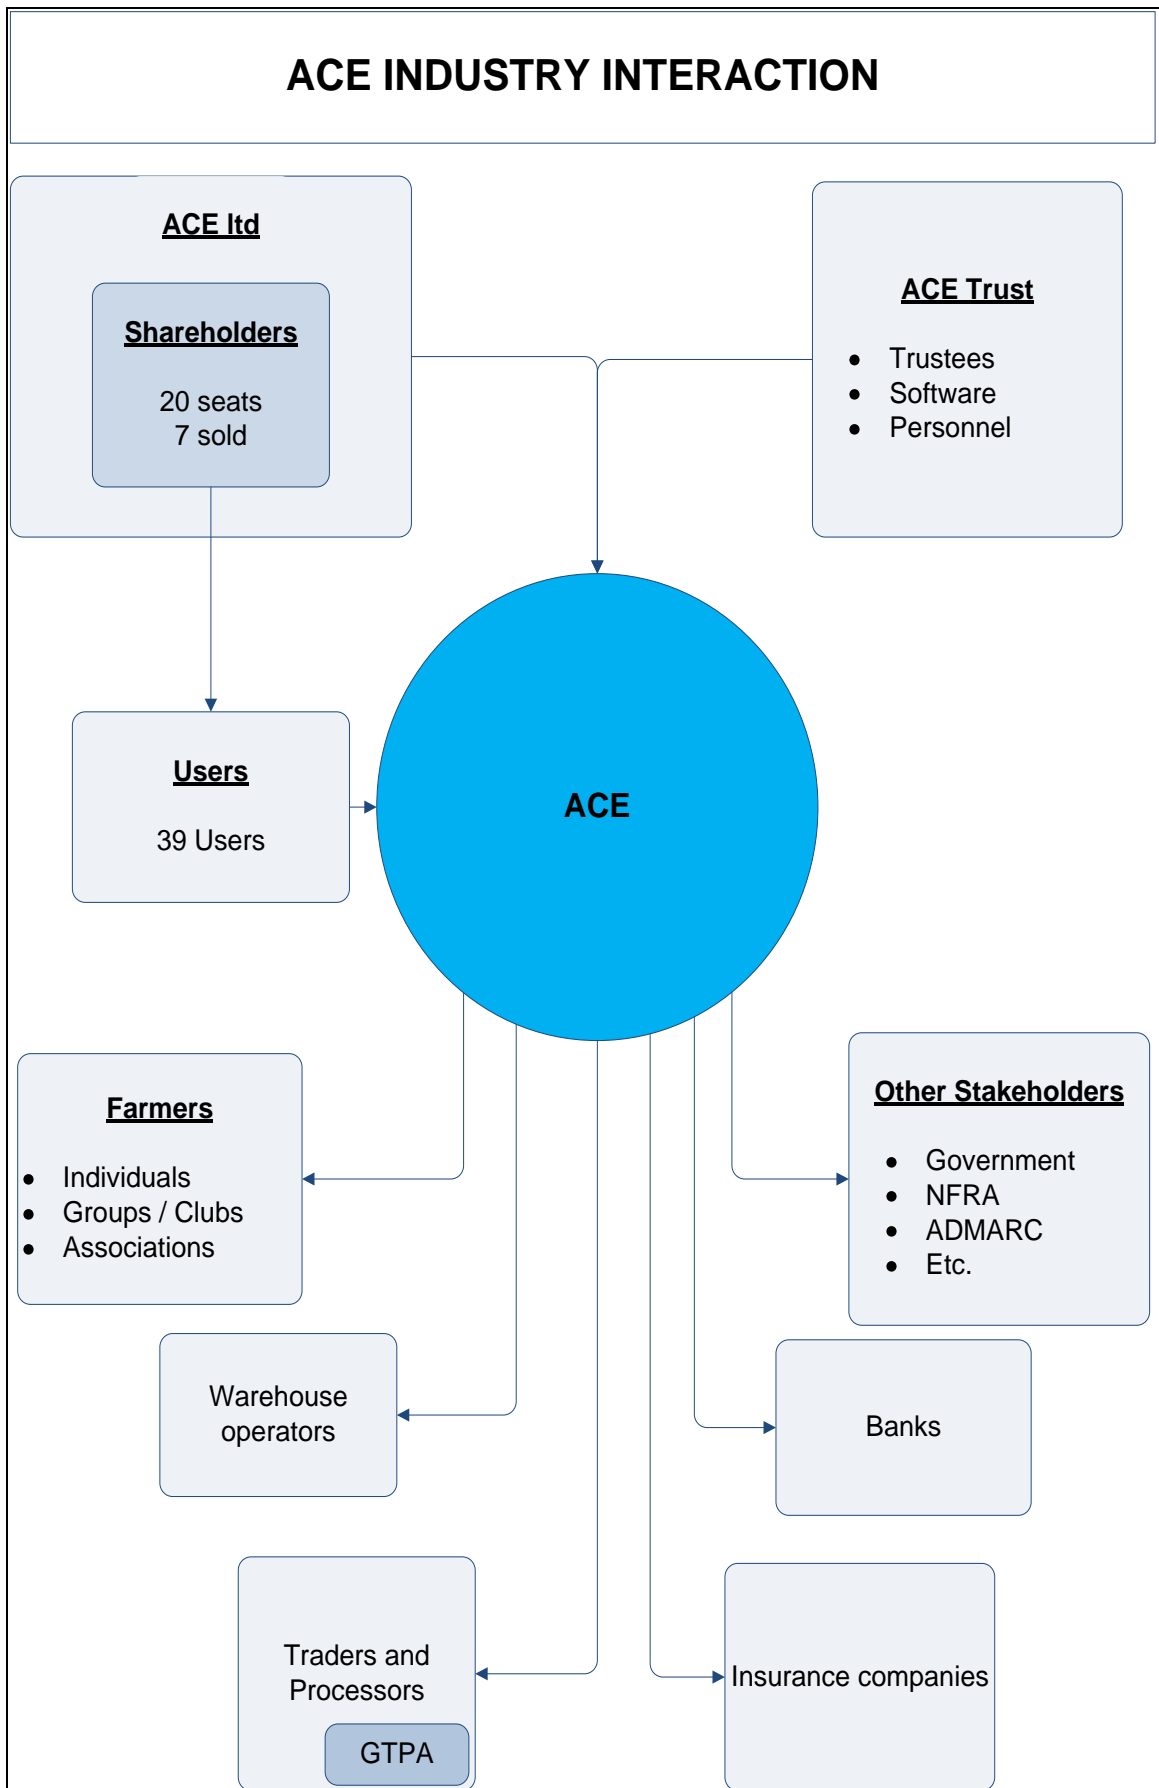 ACE INDUSTRY INTERACTION
ACE ltd
Shareholders
20 seats
7 sold
ACE Trust
• Trustees
• Software
• Personnel
Users
39 Users
ACE
Farmers
• Individuals
• Groups / Clubs
• Associations
Other Stakeholders
• Government
• NFRA
• ADMARC
• Etc.
Warehouse
operators
Banks
Traders and
Processors
GTPA
Insurance companies